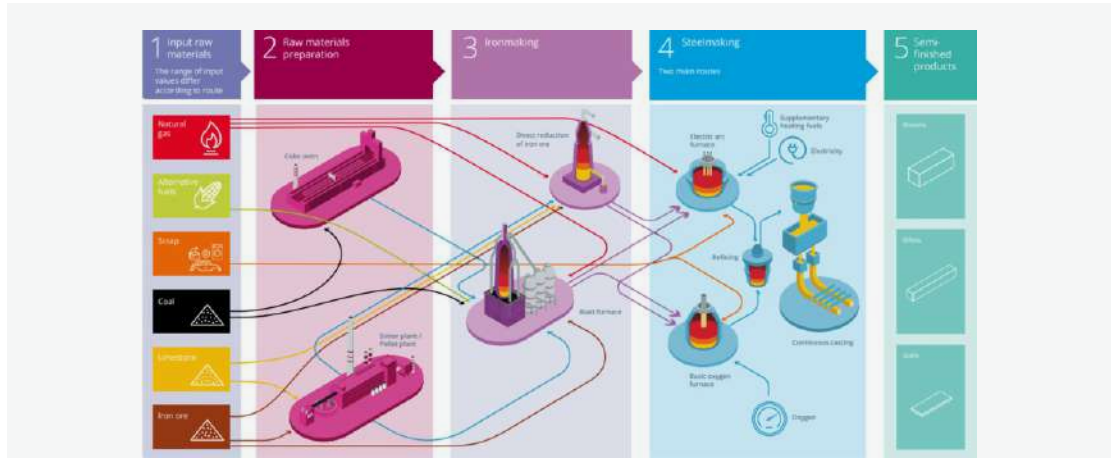 1 Input raw
materials
The range of input
values differ
according to route
2 Raw materials
preparation
3 Ironmaking
4 Steelmaking
Two main routes
5 Semi-
finished
products
Natural
gas
Alternative
fuels
Scrap
Coal
Limestone
Iron ore
Coke oven
Sinter plant /
Pellet plant
Direct reduction
of iron ore
Blast furnace
Electric arc
furnace
Supplementary
heating fuels
Electricity
Refining
Continuous casting
Basic oxygen
furnace
Oxygen
Blooms
Billets
Slabs